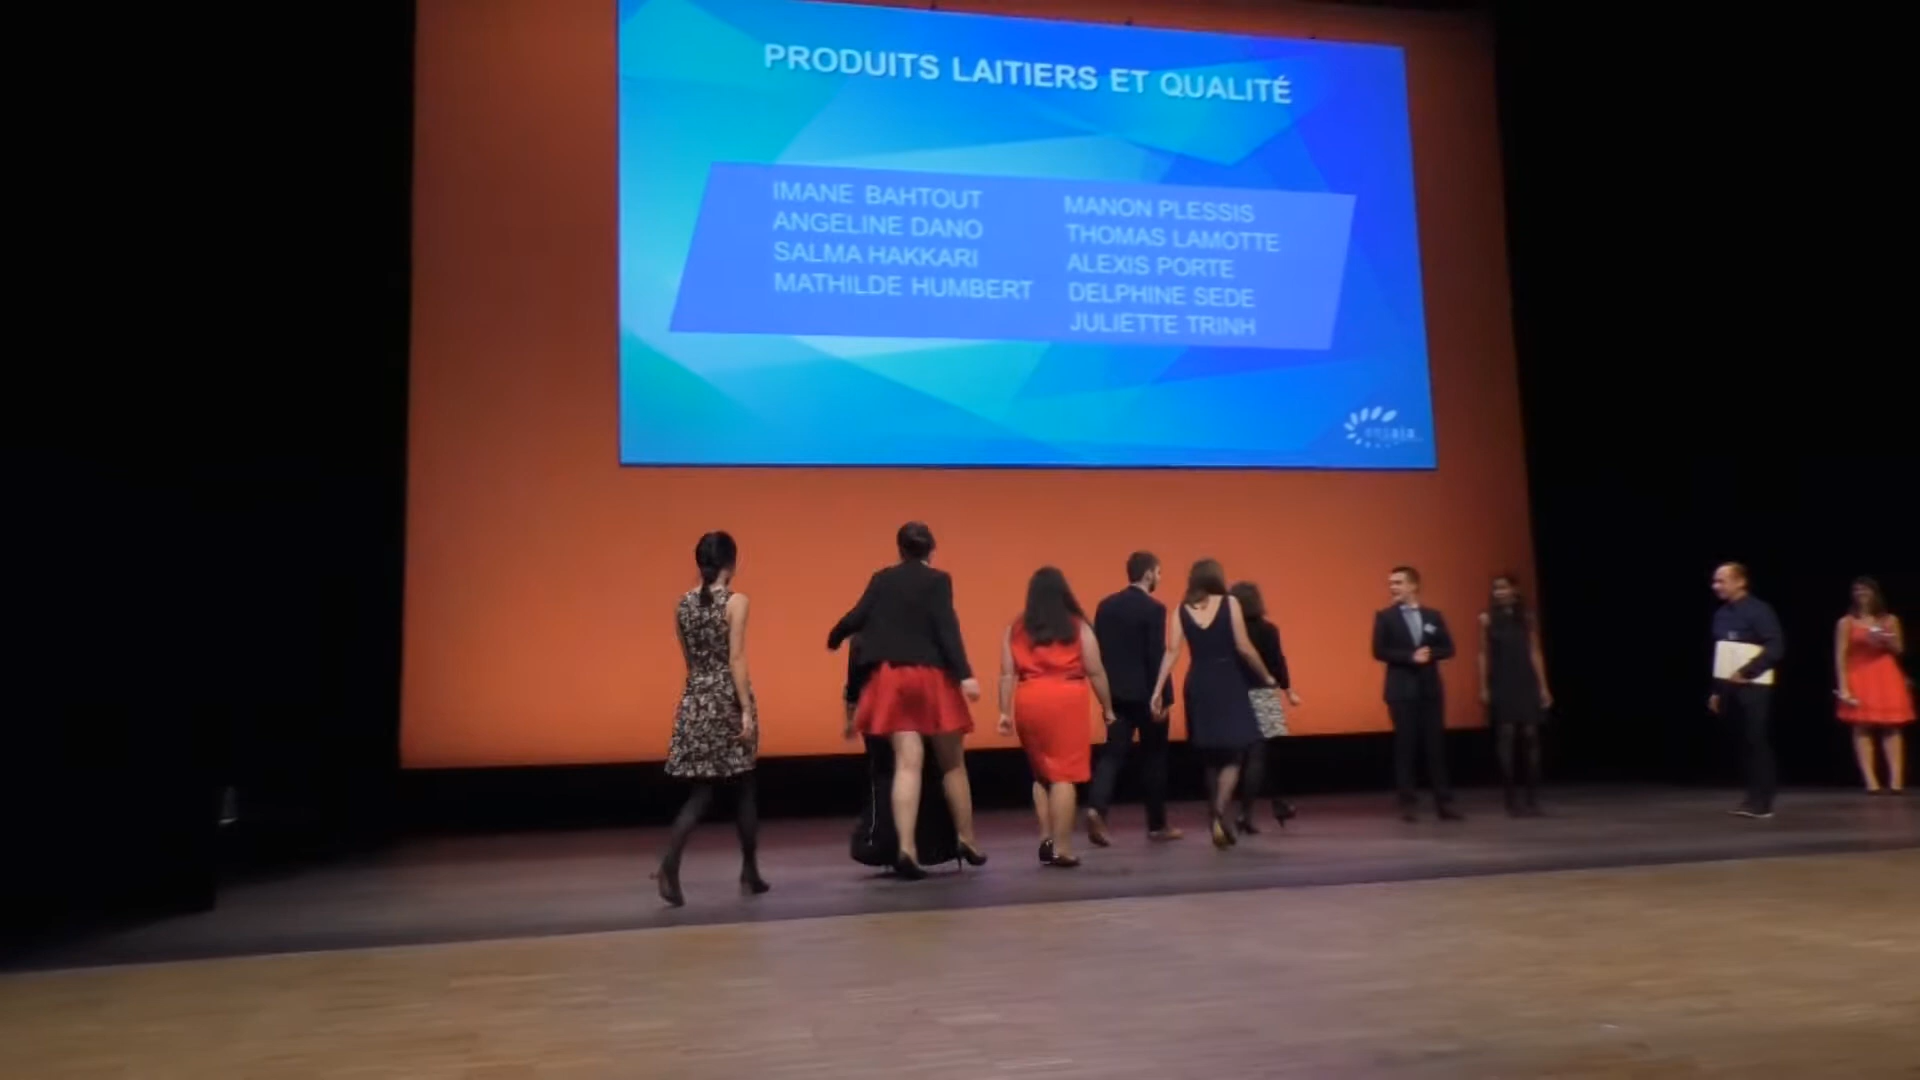 PRODUITS LAITIERS ET QUALITÉ
IMANE BAHTOUT
ANGELINE DANO
SALMA HAKKARI
MATHILDE HUMBERT
MANON PLESSIS
THOMAS LAMOTTE
ALEXIS PORTE
DELPHINE SEDE
JULIETTE TRINH
ensaia